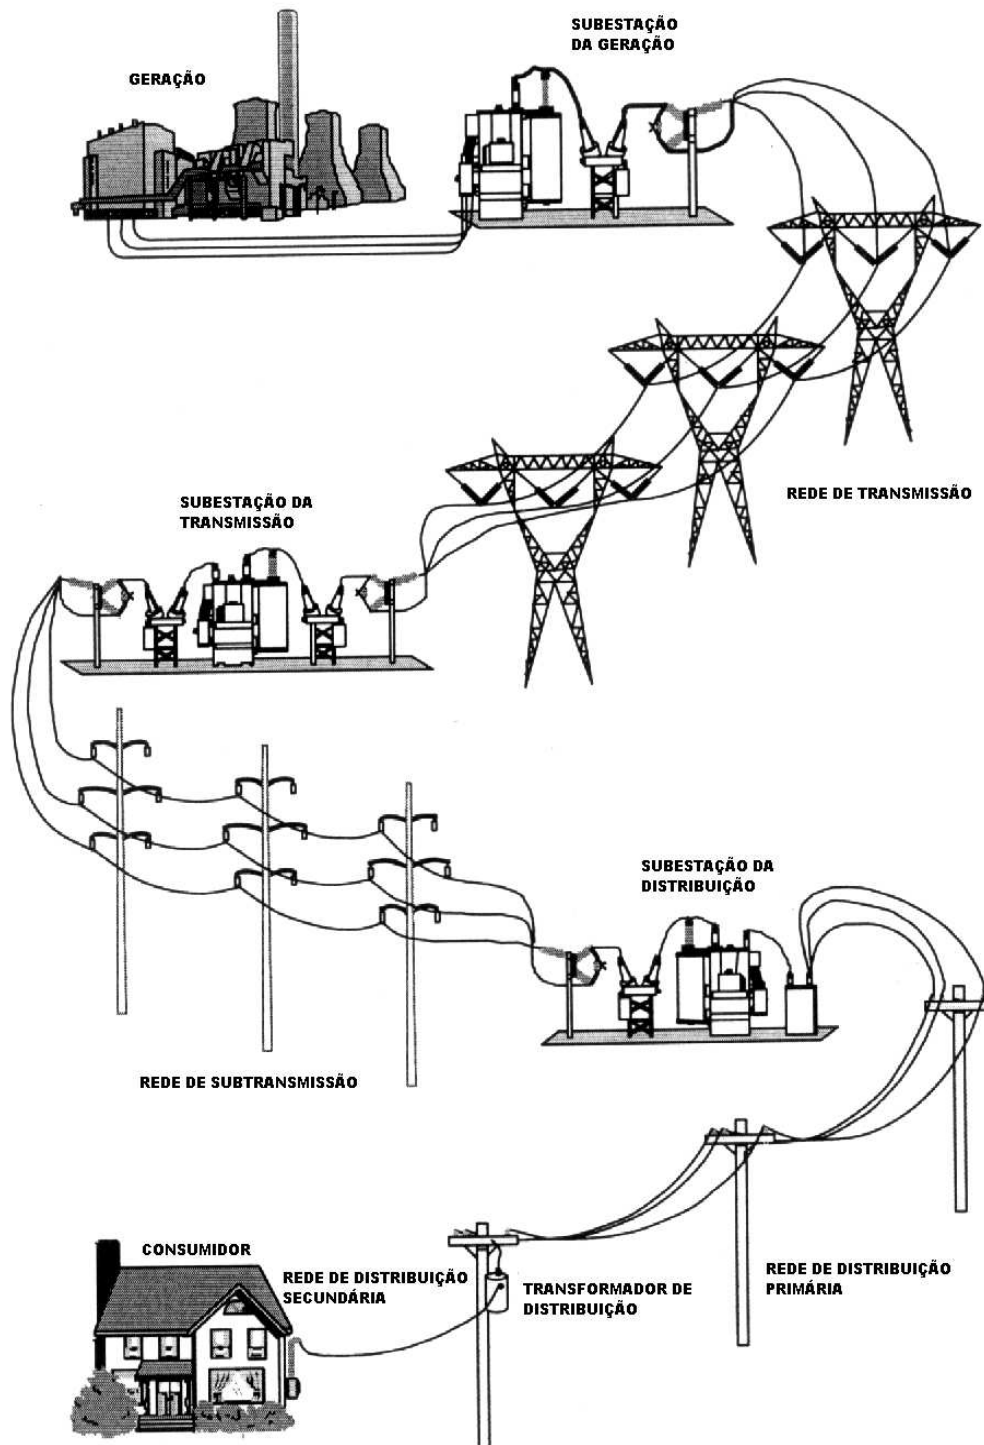 SUBESTAÇÃO
DA GERAÇÃO
GERAÇÃO
REDE DE TRANSMISSÃO
SUBESTAÇÃO DA
TRANSMISSÃO
SUBESTAÇÃO DA
DISTRIBUIÇÃO
REDE DE SUBTRANSMISSÃO
CONSUMIDOR
REDE DE DISTRIBUIÇÃO
SECUNDÁRIA
TRANSFORMADOR DE
DISTRIBUIÇÃO
REDE DE DISTRIBUIÇÃO
PRIMÁRIA